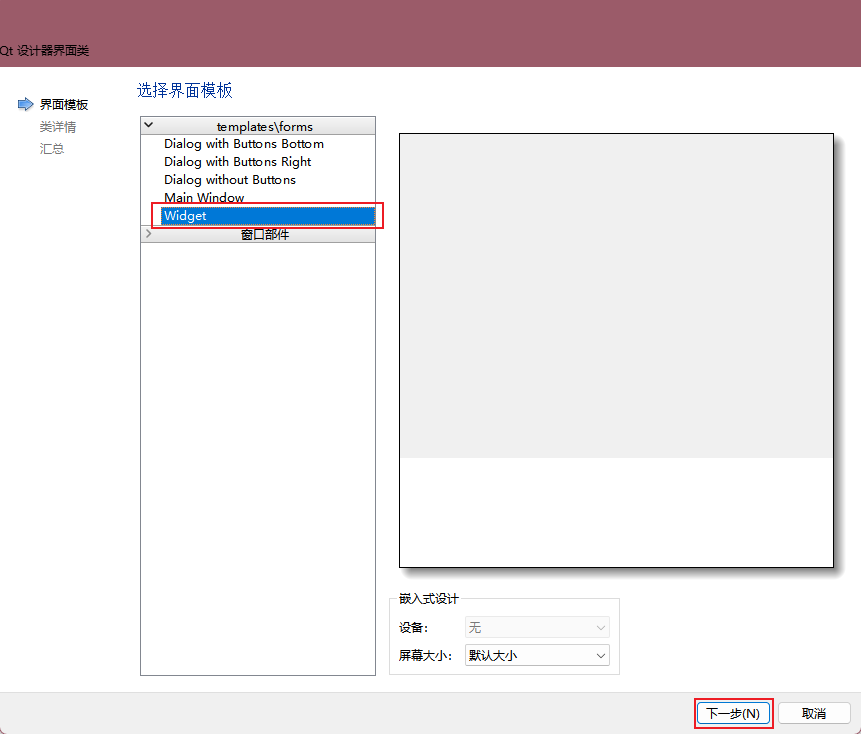 Qt 设计器界面类
界面模板
类详情
汇总
选择界面模板
templates\forms
Dialog with Buttons Bottom
Dialog with Buttons Right
Dialog without Buttons
Main Window
Widget
窗口部件
嵌入式设计
设备: 无
屏幕大小: 默认大小
下一步(N) 取消